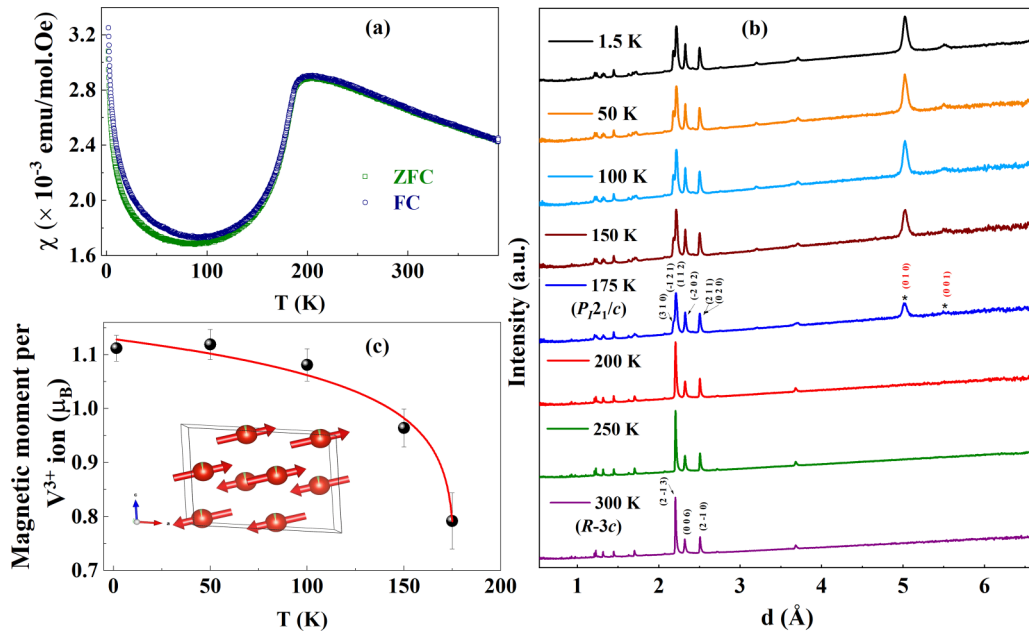 (a)
3.2
2.8
2.4
2.0
1.6
χ (× 10⁻³ emu/mol.Oe)
ZFC
FC
0
100
200
300
T (K)
(b)
1.5 K
50 K
100 K
150 K
175 K
(P_I2₁/c)
200 K
250 K
300 K
(R-3c)
(3 1 0)
(-1 2 1)
(1 1 2)
(-2 0 2)
(2 1 1)
(0 2 0)
(0 1 0)
(0 0 1)
*
*
(2 -1 3)
(0 0 6)
(2 -1 0)
Intensity (a.u.)
1
2
3
4
5
6
d (Å)
(c)
1.1
1.0
0.9
0.8
0.7
Magnetic moment per
V³⁺ ion (μ_B)
c
a
0
50
100
150
200
T (K)